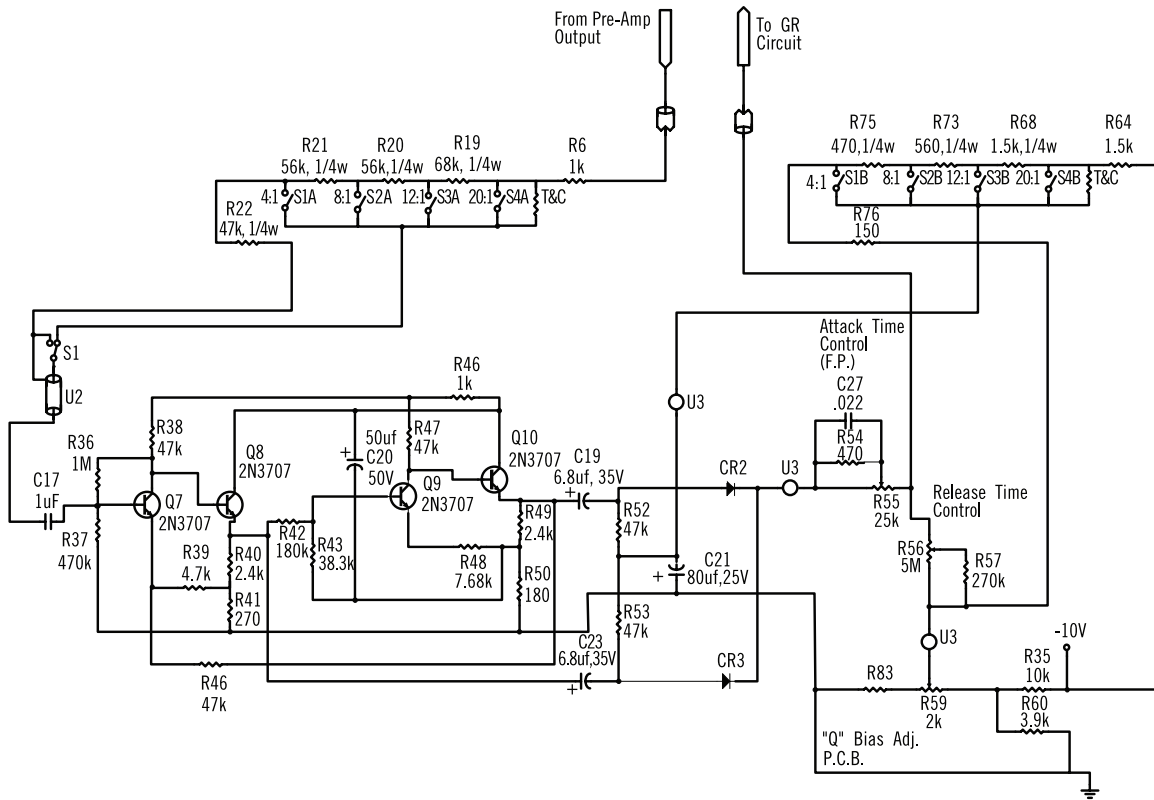 From Pre-Amp
Output
To GR
Circuit
R21
56k, 1/4w
R20
56k, 1/4w
R19
68k, 1/4w
R6
1k
4:1
S1A
8:1
S2A
12:1
S3A
20:1
S4A
T&C
R22
47k, 1/4w
R75
470,1/4w
R73
560,1/4w
R68
1.5k,1/4w
R64
1.5k
4:1
S1B
8:1
S2B
12:1
S3B
20:1
S4B
T&C
R76
150
S1
U2
Attack Time
Control
(F.P.)
C27
.022
R54
470
R55
25k
U3
U3
R46
1k
R38
47k
R36
1M
C17
1uF
R37
470k
Q7
2N3707
Q8
2N3707
R39
4.7k
R40
2.4k
R41
270
R42
180k
R43
38.3k
50uf
C20
50V
R47
47k
Q9
2N3707
Q10
2N3707
R48
7.68k
R49
2.4k
R50
180
C19
6.8uf, 35V
+
+
R52
47k
R53
47k
CR2
C21
80uf,25V
+
C23
6.8uf,35V
+
CR3
R46
47k
Release Time
Control
R56
5M
R57
270k
U3
-10V
R83
R59
2k
R35
10k
R60
3.9k
"Q" Bias Adj.
P.C.B.